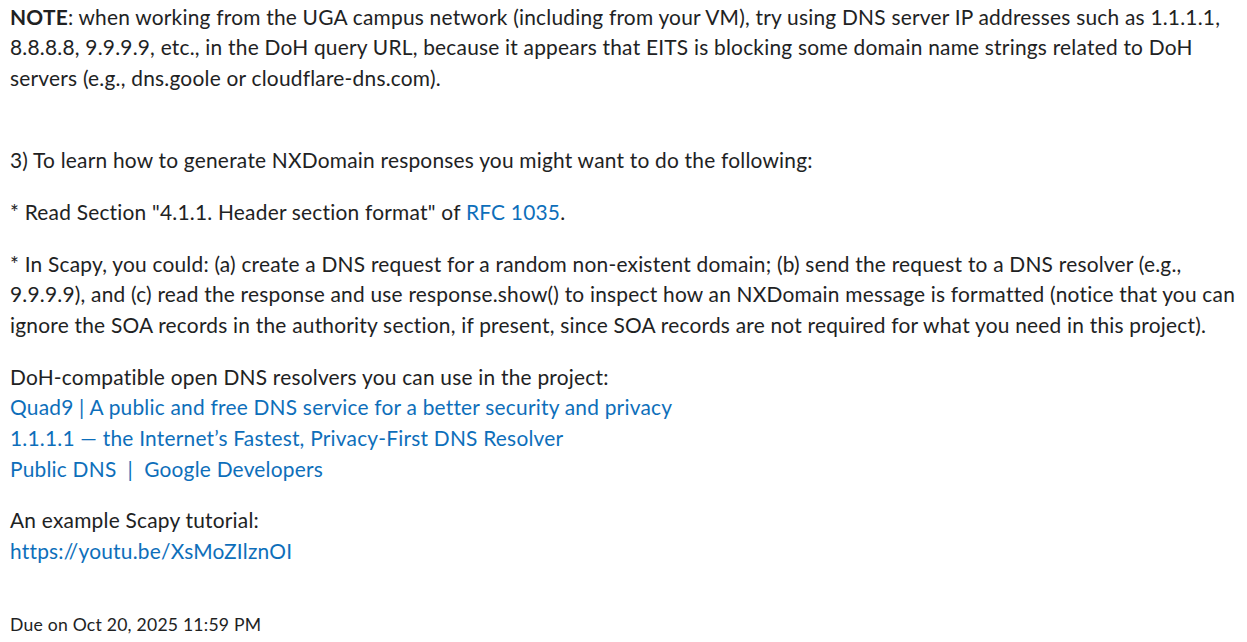 NOTE: when working from the UGA campus network (including from your VM), try using DNS server IP addresses such as 1.1.1.1,
8.8.8.8, 9.9.9.9, etc., in the DoH query URL, because it appears that EITS is blocking some domain name strings related to DoH
servers (e.g., dns.goole or cloudflare-dns.com).
3) To learn how to generate NXDomain responses you might want to do the following:
* Read Section "4.1.1. Header section format" of RFC 1035.
* In Scapy, you could: (a) create a DNS request for a random non-existent domain; (b) send the request to a DNS resolver (e.g.,
9.9.9.9), and (c) read the response and use response.show() to inspect how an NXDomain message is formatted (notice that you can
ignore the SOA records in the authority section, if present, since SOA records are not required for what you need in this project).
DoH-compatible open DNS resolvers you can use in the project:
Quad9 | A public and free DNS service for a better security and privacy
1.1.1.1 — the Internet’s Fastest, Privacy-First DNS Resolver
Public DNS | Google Developers
An example Scapy tutorial:
https://youtu.be/XsMoZIlznOI
Due on Oct 20, 2025 11:59 PM